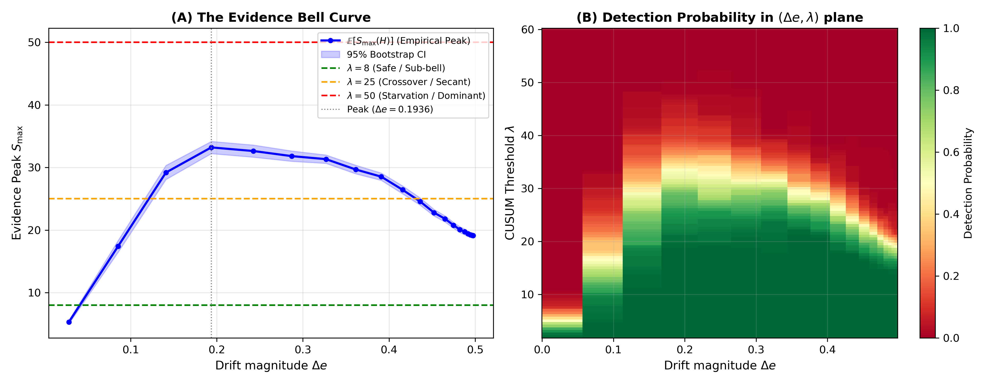 (A) The Evidence Bell Curve
𝔼[S_max(H)] (Empirical Peak)
95% Bootstrap CI
λ = 8 (Safe / Sub-bell)
λ = 25 (Crossover / Secant)
λ = 50 (Starvation / Dominant)
Peak (Δe = 0.1936)
Evidence Peak S_max
50
40
30
20
10
0.1
0.2
0.3
0.4
0.5
Drift magnitude Δe
(B) Detection Probability in (Δe, λ) plane
CUSUM Threshold λ
60
50
40
30
20
10
0.0
0.1
0.2
0.3
0.4
Drift magnitude Δe
1.0
0.8
0.6
0.4
0.2
0.0
Detection Probability